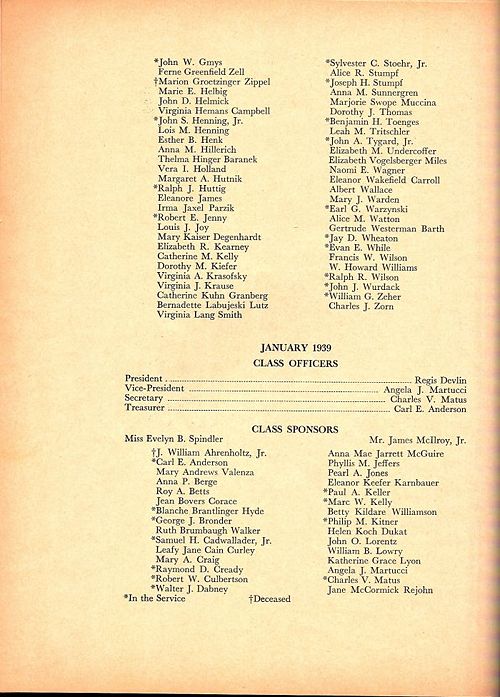 *John W. Gmys
Ferne Greenfield Zell
†Marion Groetzinger Zippel
Marie E. Helbig
John D. Helmick
Virginia Hemans Campbell
*John S. Henning, Jr.
Lois M. Henning
Esther B. Henk
Anna M. Hillerich
Thelma Hinger Baranek
Vera I. Holland
Margaret A. Hutnik
*Ralph J. Huttig
Eleanore James
Irma Jaxel Parzik
*Robert E. Jenny
Louis J. Joy
Mary Kaiser Degenhardt
Elizabeth R. Kearney
Catherine M. Kelly
Dorothy M. Kiefer
Virginia A. Krasofsky
Virginia J. Krause
Catherine Kuhn Granberg
Bernadette Labujeski Lutz
Virginia Lang Smith
*Sylvester C. Stoehr, Jr.
Alice R. Stumpf
*Joseph H. Stumpf
Anna M. Sunnergren
Marjorie Swope Muccina
Dorothy J. Thomas
*Benjamin H. Toenges
Leah M. Tritschler
*John A. Tygard, Jr.
Elizabeth M. Undercoffer
Elizabeth Vogelsberger Miles
Naomi E. Wagner
Eleanor Wakefield Carroll
Albert Wallace
Mary J. Warden
*Earl G. Warzynski
Alice M. Watton
Gertrude Westerman Barth
*Jay D. Wheaton
*Evan E. While
Francis W. Wilson
W. Howard Williams
*Ralph R. Wilson
*John J. Wurdack
*William G. Zeher
Charles J. Zorn
JANUARY 1939
CLASS OFFICERS
President ........ Regis Devlin
Vice-President ........ Angela J. Martucci
Secretary ........ Charles V. Matus
Treasurer ........ Carl E. Anderson
CLASS SPONSORS
Miss Evelyn B. Spindler Mr. James McIlroy, Jr.
†J. William Ahrenholtz, Jr.
*Carl E. Anderson
Mary Andrews Valenza
Anna P. Berge
Roy A. Betts
Jean Bovers Corace
*Blanche Brantlinger Hyde
*George J. Bronder
Ruth Brumbaugh Walker
*Samuel H. Cadwallader, Jr.
Leafy Jane Cain Curley
Mary A. Craig
*Raymond D. Cready
*Robert W. Culbertson
*Walter J. Dabney
Anna Mae Jarrett McGuire
Phyllis M. Jeffers
Pearl A. Jones
Eleanor Keefer Karnbauer
*Paul A. Keller
*Marc W. Kelly
Betty Kildare Williamson
*Philip M. Kitner
Helen Koch Dukat
John O. Lorentz
William B. Lowry
Katherine Grace Lyon
Angela J. Martucci
*Charles V. Matus
Jane McCormick Rejohn
*In the Service †Deceased